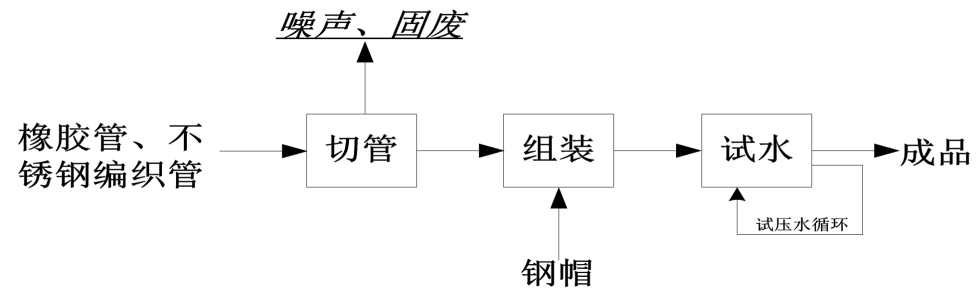 噪声、固废
橡胶管、不
锈钢编织管
切管
组装
试水
成品
试压水循环
钢帽